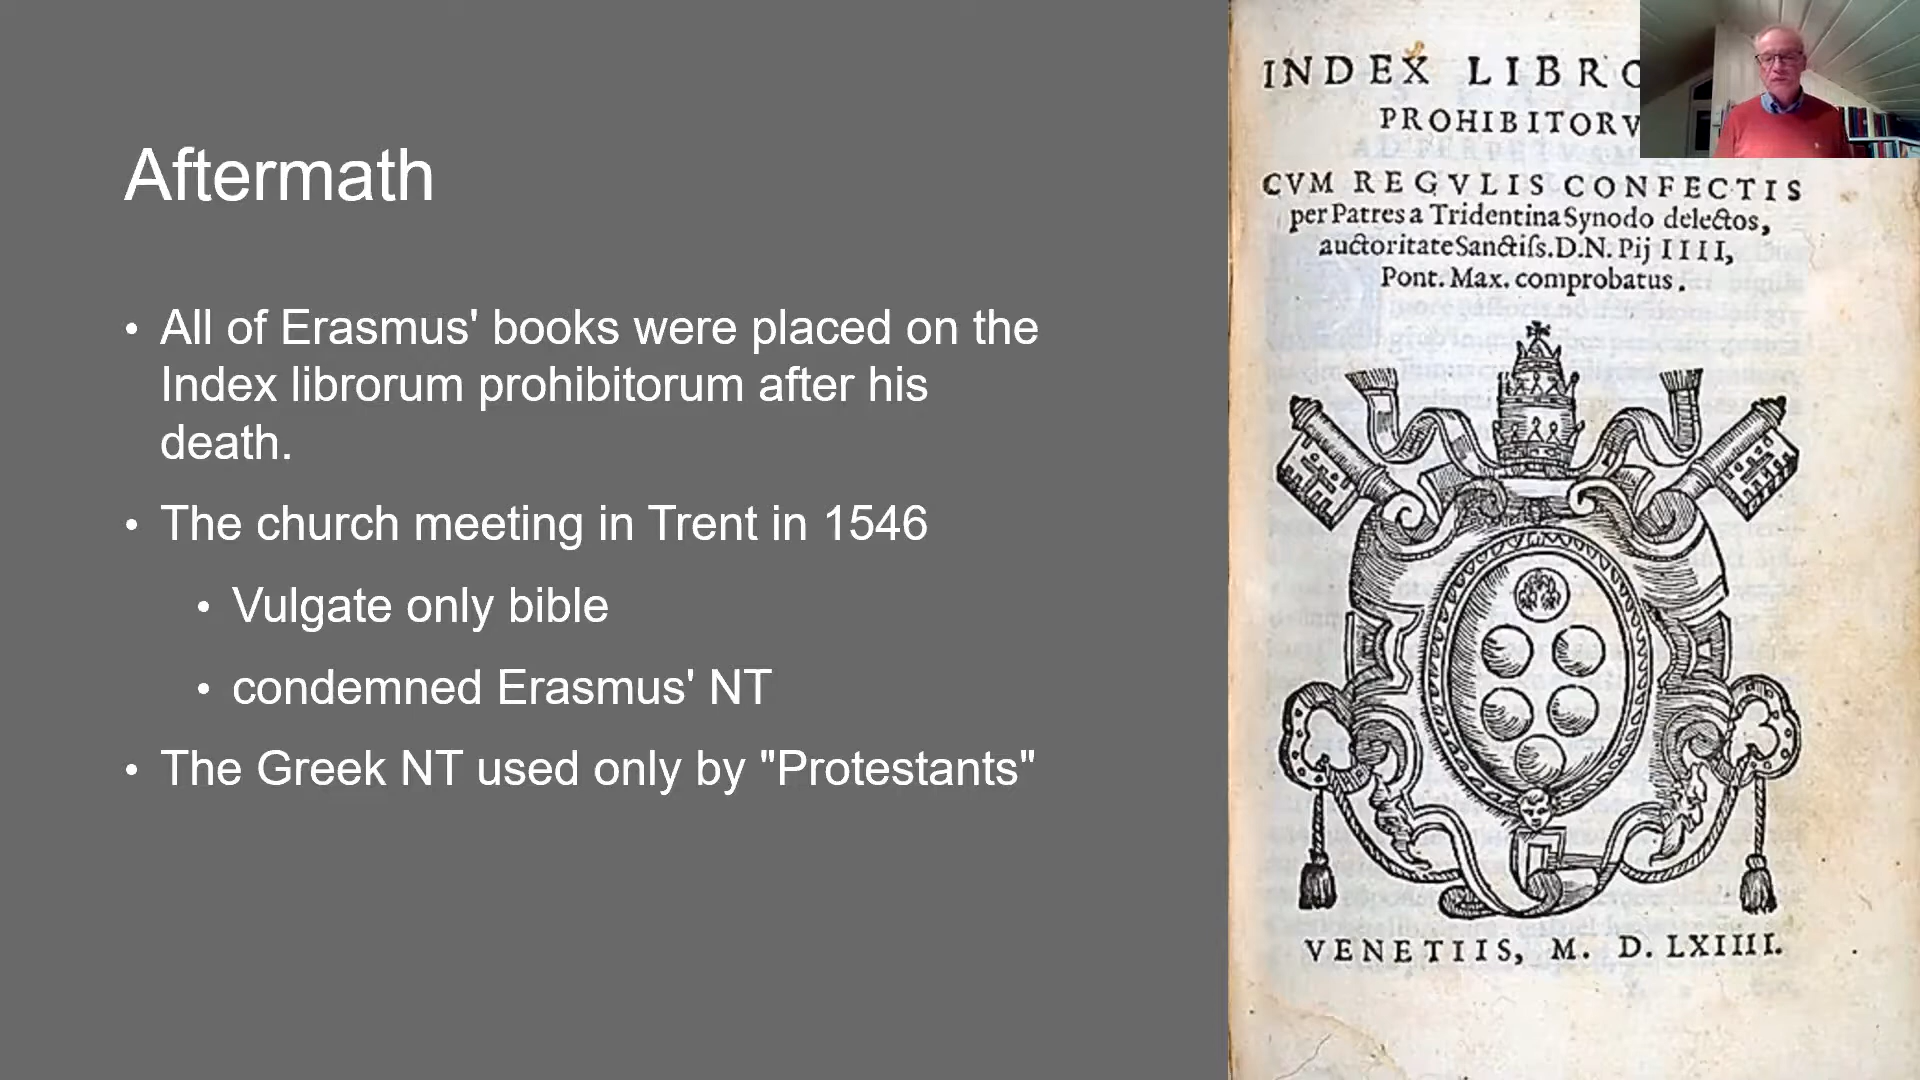 Aftermath
• All of Erasmus' books were placed on the
Index librorum prohibitorum after his
death.
• The church meeting in Trent in 1546
• Vulgate only bible
• condemned Erasmus' NT
• The Greek NT used only by "Protestants"
INDEX LIBRO
PROHIBITORV
CVM REGVLIS CONFECTIS
per Patres a Tridentina Synodo delectos,
auctoritate Sanctiſs. D. N. Pij IIII,
Pont. Max. comprobatus.
VENETIIS, M. D. LXIIII.